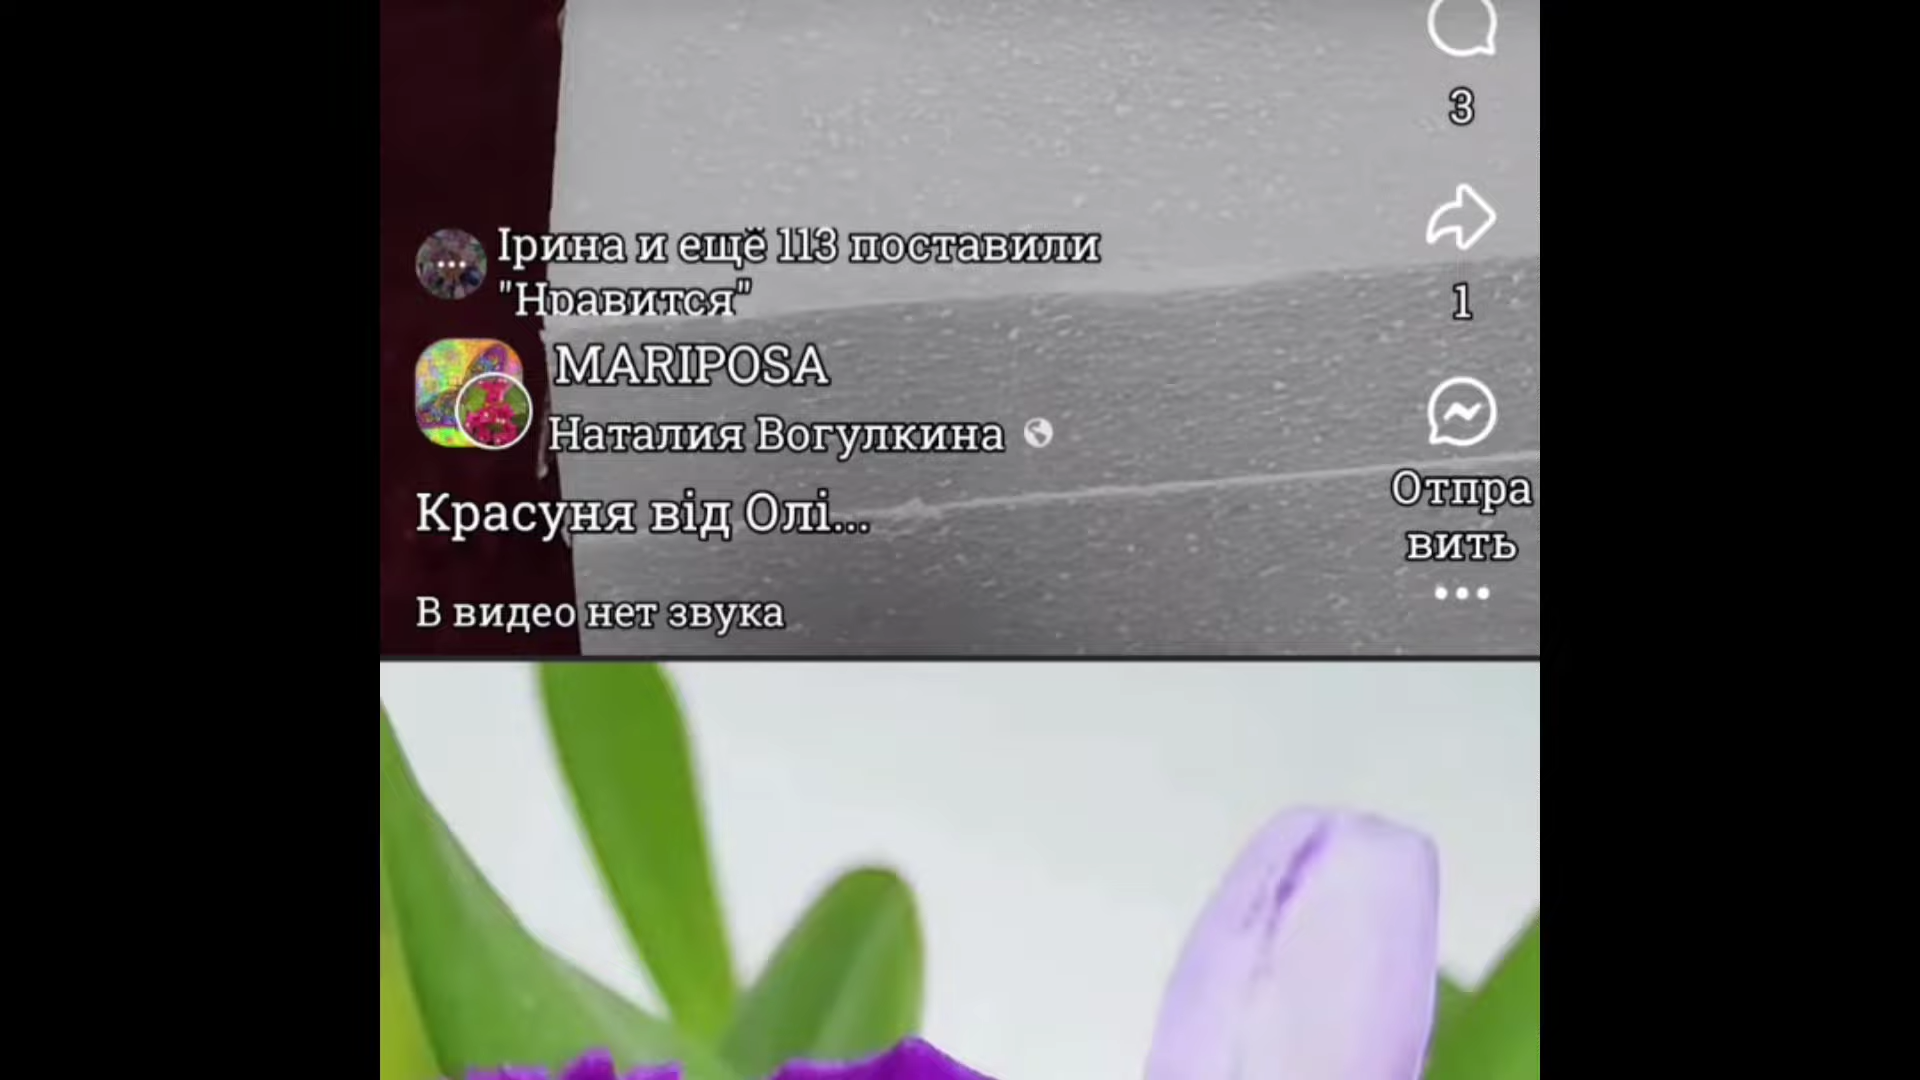 3
Ірина и ещё 113 поставили
"Нравится"
1
MARIPOSA
Наталия Вогулкина
Красуня від Олі...
Отпра
вить
В видео нет звука